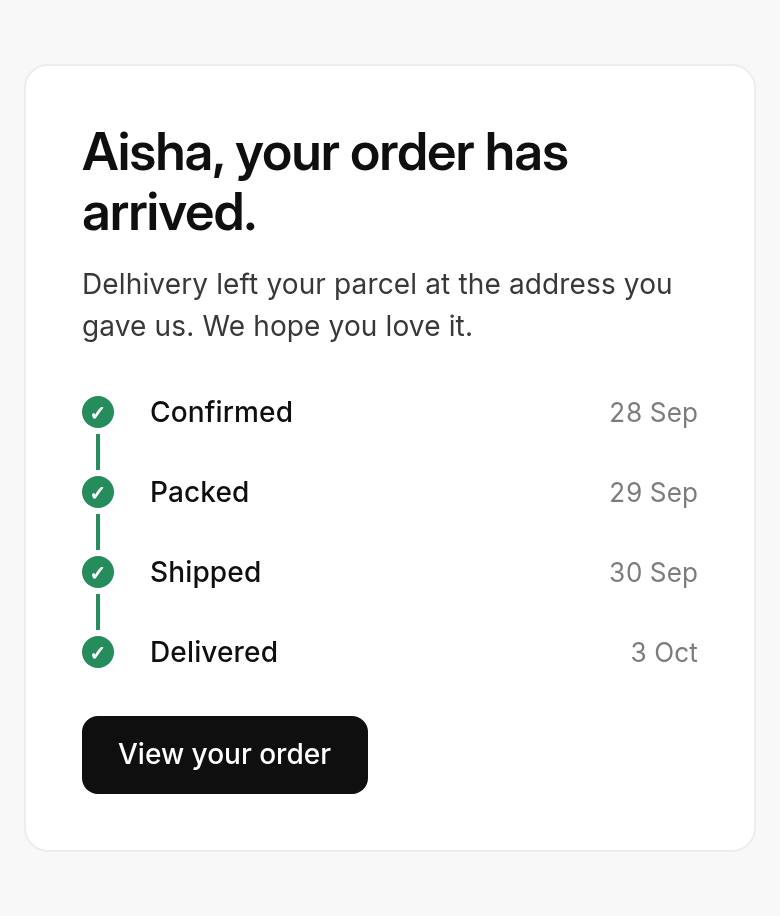 Aisha, your order has
arrived.
Delhivery left your parcel at the address you
gave us. We hope you love it.
✓ Confirmed 28 Sep
✓ Packed 29 Sep
✓ Shipped 30 Sep
✓ Delivered 3 Oct
View your order